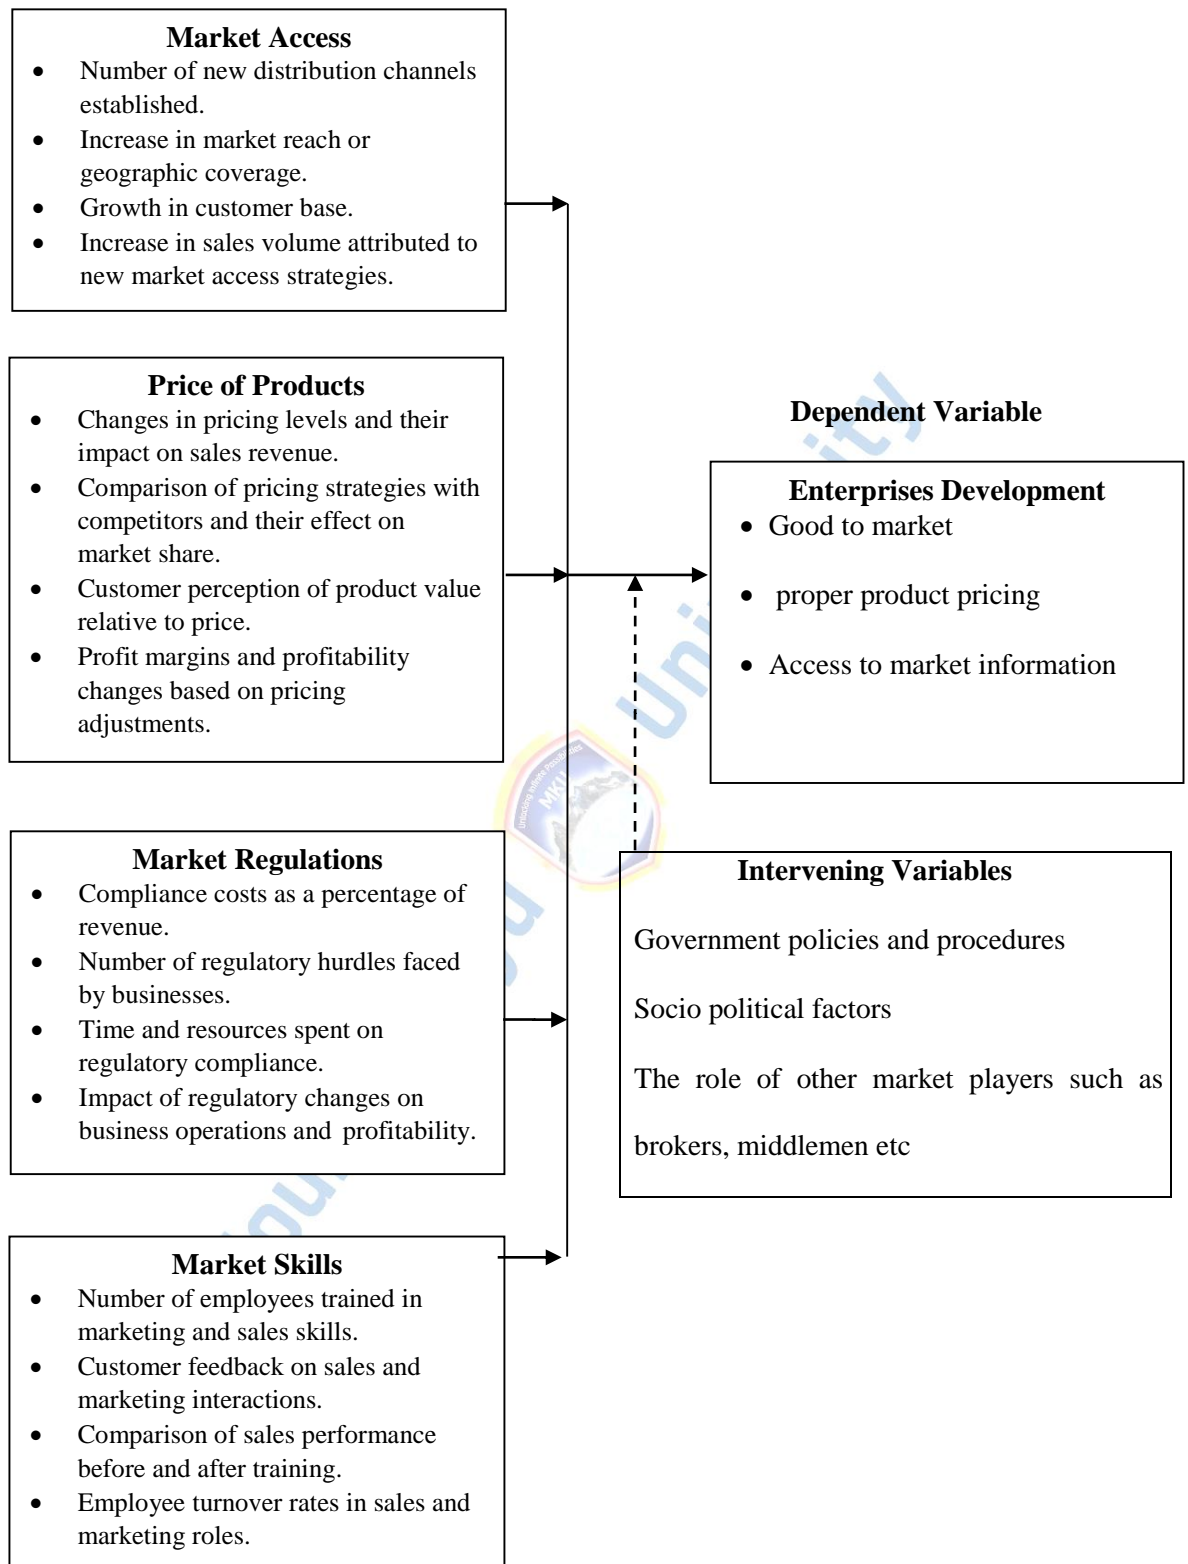 Market Access
• Number of new distribution channels
established.
• Increase in market reach or
geographic coverage.
• Growth in customer base.
• Increase in sales volume attributed to
new market access strategies.
Price of Products
• Changes in pricing levels and their
impact on sales revenue.
• Comparison of pricing strategies with
competitors and their effect on
market share.
• Customer perception of product value
relative to price.
• Profit margins and profitability
changes based on pricing
adjustments.
Market Regulations
• Compliance costs as a percentage of
revenue.
• Number of regulatory hurdles faced
by businesses.
• Time and resources spent on
regulatory compliance.
• Impact of regulatory changes on
business operations and profitability.
Market Skills
• Number of employees trained in
marketing and sales skills.
• Customer feedback on sales and
marketing interactions.
• Comparison of sales performance
before and after training.
• Employee turnover rates in sales and
marketing roles.
Dependent Variable
Enterprises Development
• Good to market
• proper product pricing
• Access to market information
Intervening Variables
Government policies and procedures
Socio political factors
The role of other market players such as
brokers, middlemen etc
Unlocking Infinite Possibilities
MKU